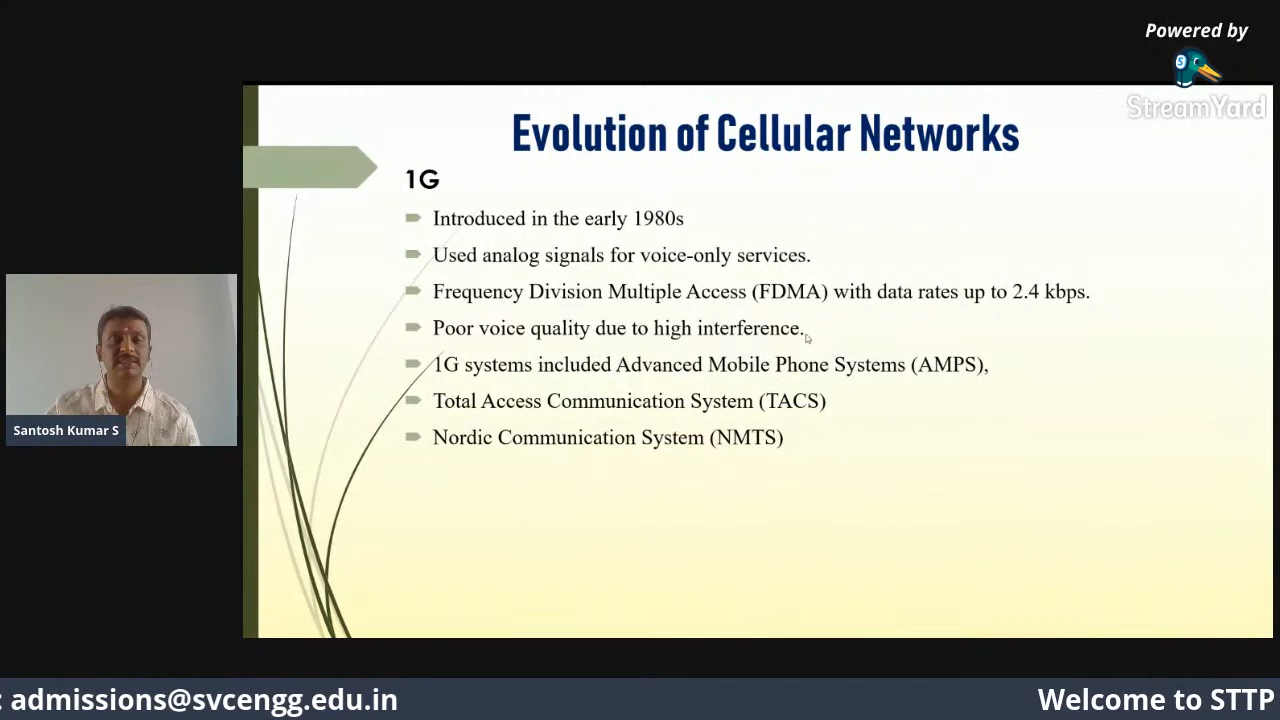 Powered by
StreamYard
Evolution of Cellular Networks
1G
Introduced in the early 1980s
Used analog signals for voice-only services.
Frequency Division Multiple Access (FDMA) with data rates up to 2.4 kbps.
Poor voice quality due to high interference.
1G systems included Advanced Mobile Phone Systems (AMPS),
Total Access Communication System (TACS)
Nordic Communication System (NMTS)
Santosh Kumar S
: admissions@svcengg.edu.in
Welcome to STTP